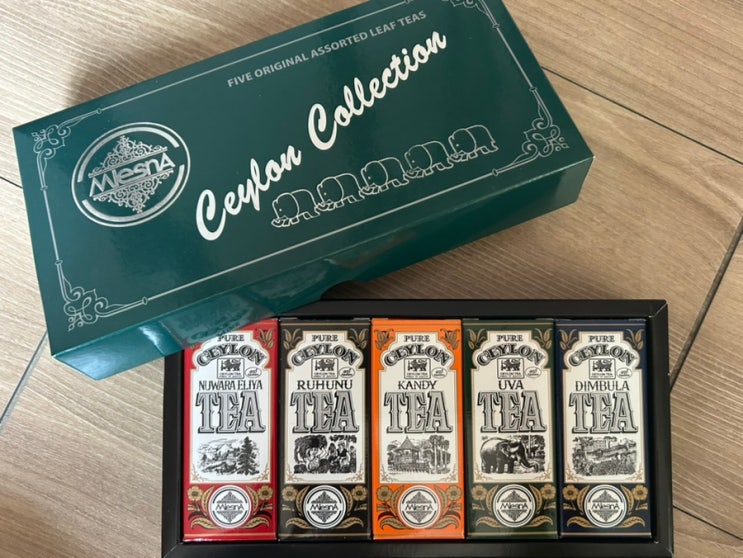 FIVE ORIGINAL ASSORTED LEAF TEAS
Ceylon Collection
MlesnA
PURE
CEYLON
NUWARA ELIYA
TEA
MlesnA
PURE
CEYLON
RUHUNU
TEA
MlesnA
PURE
CEYLON
KANDY
TEA
MlesnA
PURE
CEYLON
UVA
TEA
MlesnA
PURE
CEYLON
DIMBULA
TEA
MlesnA